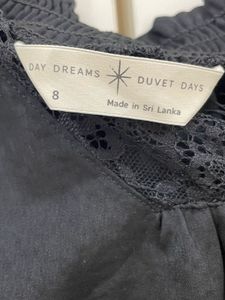 DAY DREAMS DUVET DAYS
8
Made in Sri Lanka